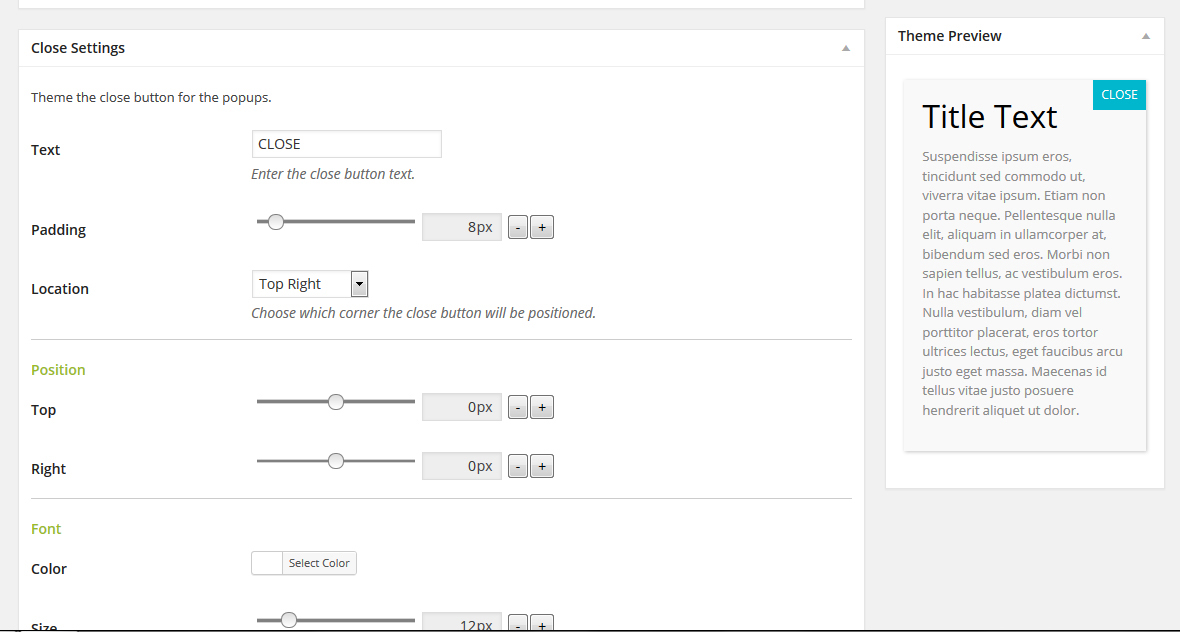 Close Settings
Theme the close button for the popups.
Text
CLOSE
Enter the close button text.
Padding
8px
-
+
Location
Top Right
Choose which corner the close button will be positioned.
Position
Top
0px
-
+
Right
0px
-
+
Font
Color
Select Color
Size
12px
-
+
Theme Preview
CLOSE
Title Text
Suspendisse ipsum eros,
tincidunt sed commodo ut,
viverra vitae ipsum. Etiam non
porta neque. Pellentesque nulla
elit, aliquam in ullamcorper at,
bibendum sed eros. Morbi non
sapien tellus, ac vestibulum eros.
In hac habitasse platea dictumst.
Nulla vestibulum, diam vel
porttitor placerat, eros tortor
ultrices lectus, eget faucibus arcu
justo eget massa. Maecenas id
tellus vitae justo posuere
hendrerit aliquet ut dolor.